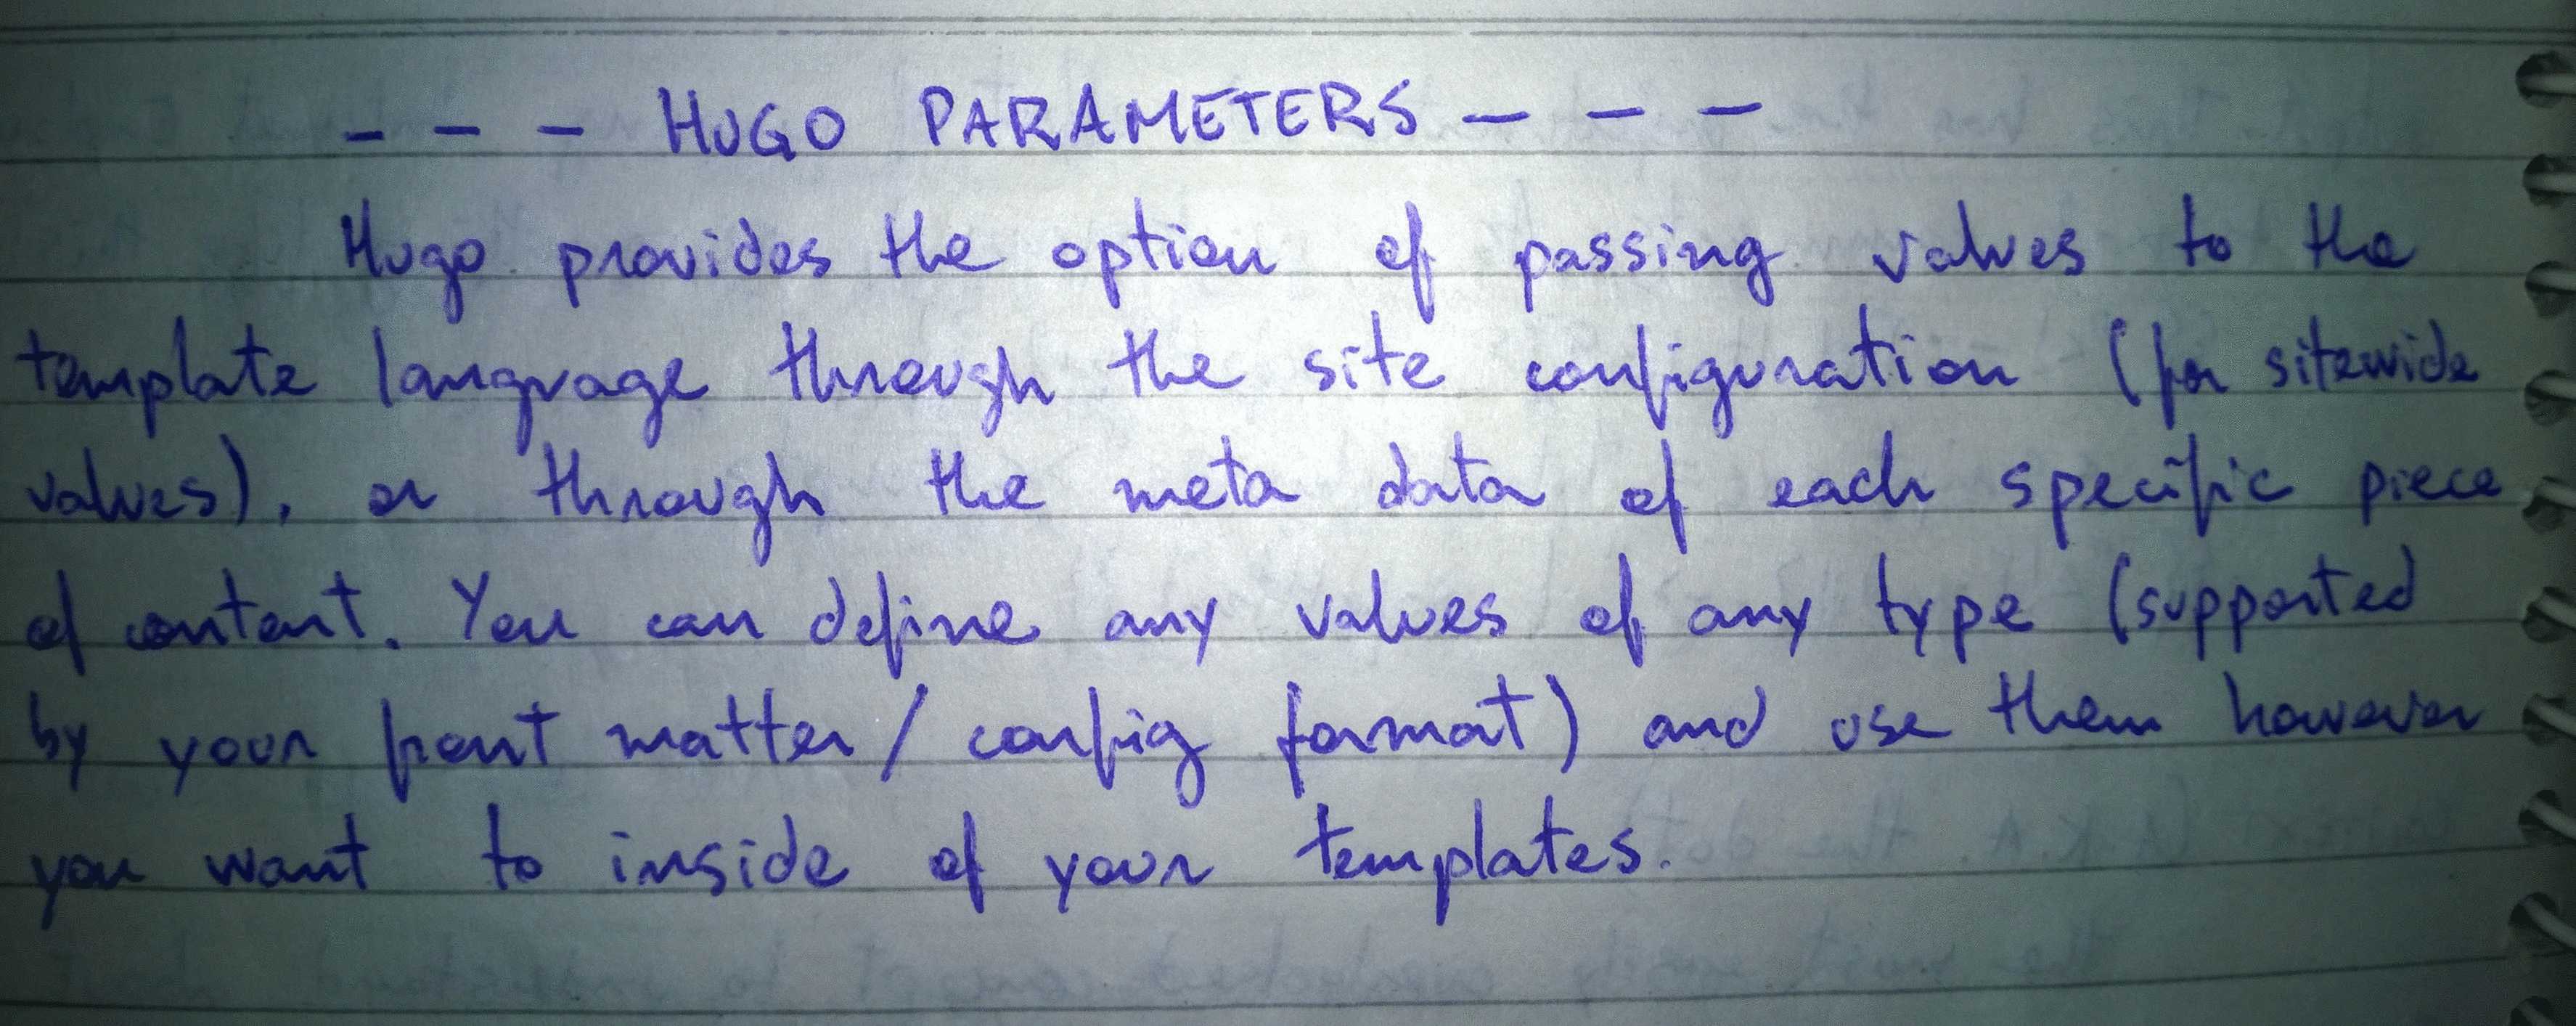 - - - HUGO PARAMETERS - - -
Hugo provides the option of passing values to the
template language through the site configuration (for sitewide
values), or through the meta data of each specific piece
of content. You can define any values of any type (supported
by your front matter/ config format) and use them however
you want to inside of your templates.